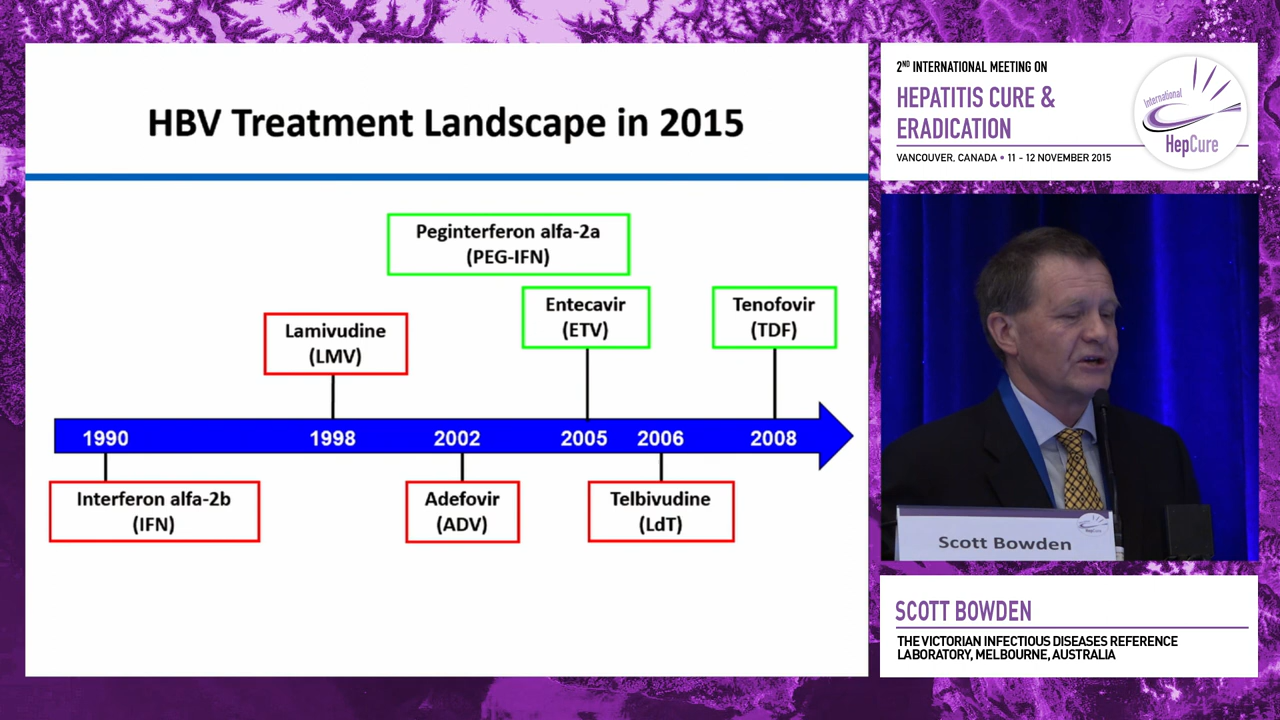 HBV Treatment Landscape in 2015
Peginterferon alfa-2a
(PEG-IFN)
Entecavir
(ETV)
Tenofovir
(TDF)
Lamivudine
(LMV)
1990
1998
2002
2005
2006
2008
Interferon alfa-2b
(IFN)
Adefovir
(ADV)
Telbivudine
(LdT)
2ND INTERNATIONAL MEETING ON
HEPATITIS CURE &
ERADICATION
VANCOUVER, CANADA • 11 - 12 NOVEMBER 2015
International
HepCure
Scott Bowden
SCOTT BOWDEN
THE VICTORIAN INFECTIOUS DISEASES REFERENCE
LABORATORY, MELBOURNE, AUSTRALIA